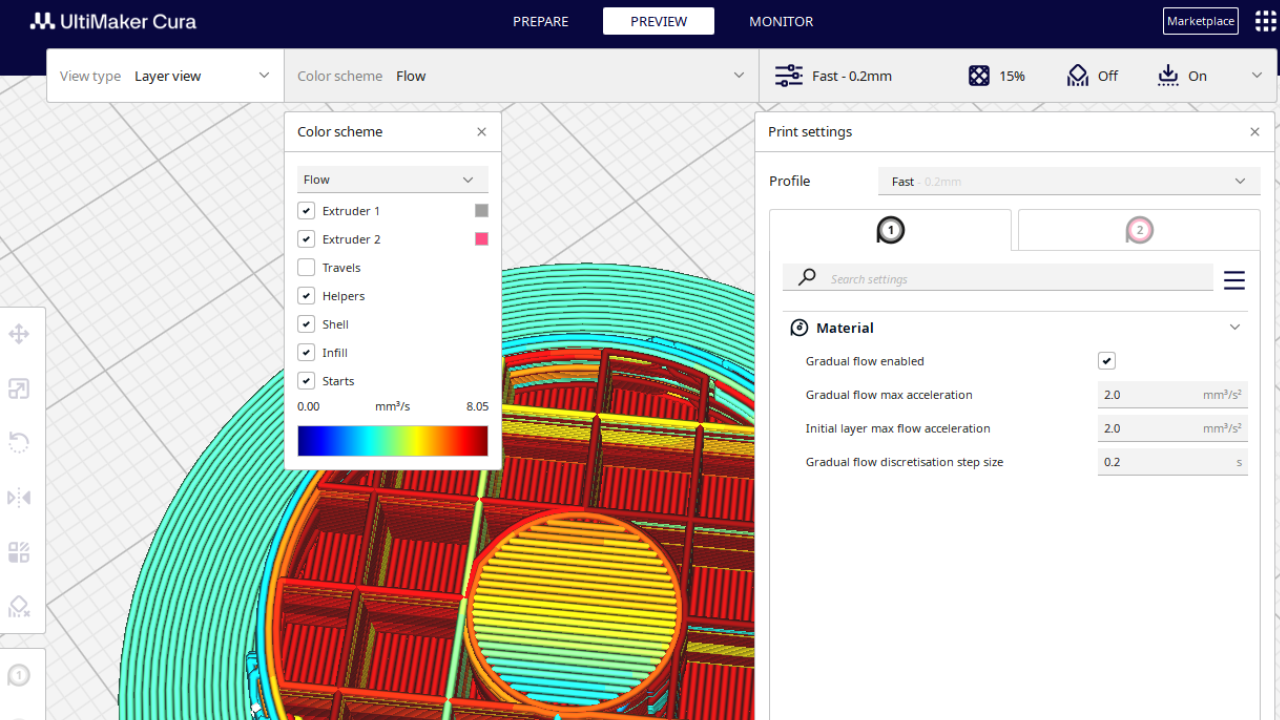 UltiMaker Cura
PREPARE
PREVIEW
MONITOR
Marketplace
View type Layer view
Color scheme Flow
Fast - 0.2mm
15%
Off
On
Color scheme
Flow
Extruder 1
Extruder 2
Travels
Helpers
Shell
Infill
Starts
0.00 mm³/s 8.05
Print settings
Profile Fast - 0.2mm
1
2
Search settings
Material
Gradual flow enabled
Gradual flow max acceleration 2.0 mm³/s²
Initial layer max flow acceleration 2.0 mm³/s²
Gradual flow discretisation step size 0.2 s
1